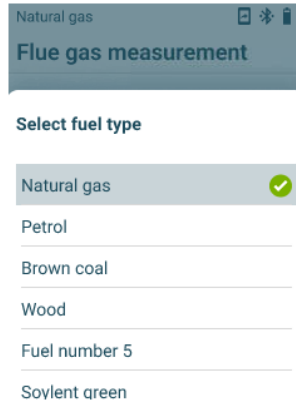 Natural gas
Flue gas measurement
Select fuel type
Natural gas
Petrol
Brown coal
Wood
Fuel number 5
Soylent green